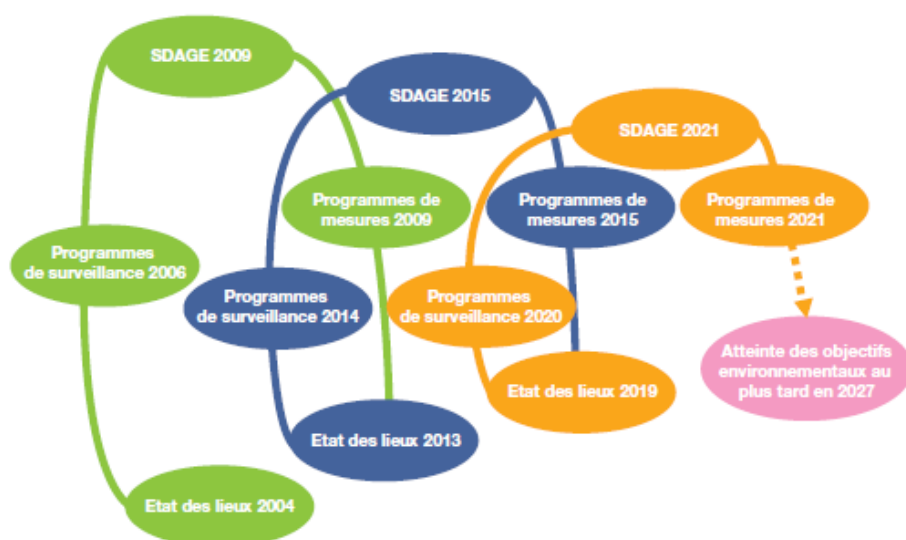 SDAGE 2009
SDAGE 2015
SDAGE 2021
Programmes de
mesures 2009
Programmes de
mesures 2015
Programmes de
mesures 2021
Programmes
de surveillance 2006
Programmes
de surveillance 2014
Programmes
de surveillance 2020
Atteinte des objectifs
environnementaux au
plus tard en 2027
Etat des lieux 2019
Etat des lieux 2013
Etat des lieux 2004